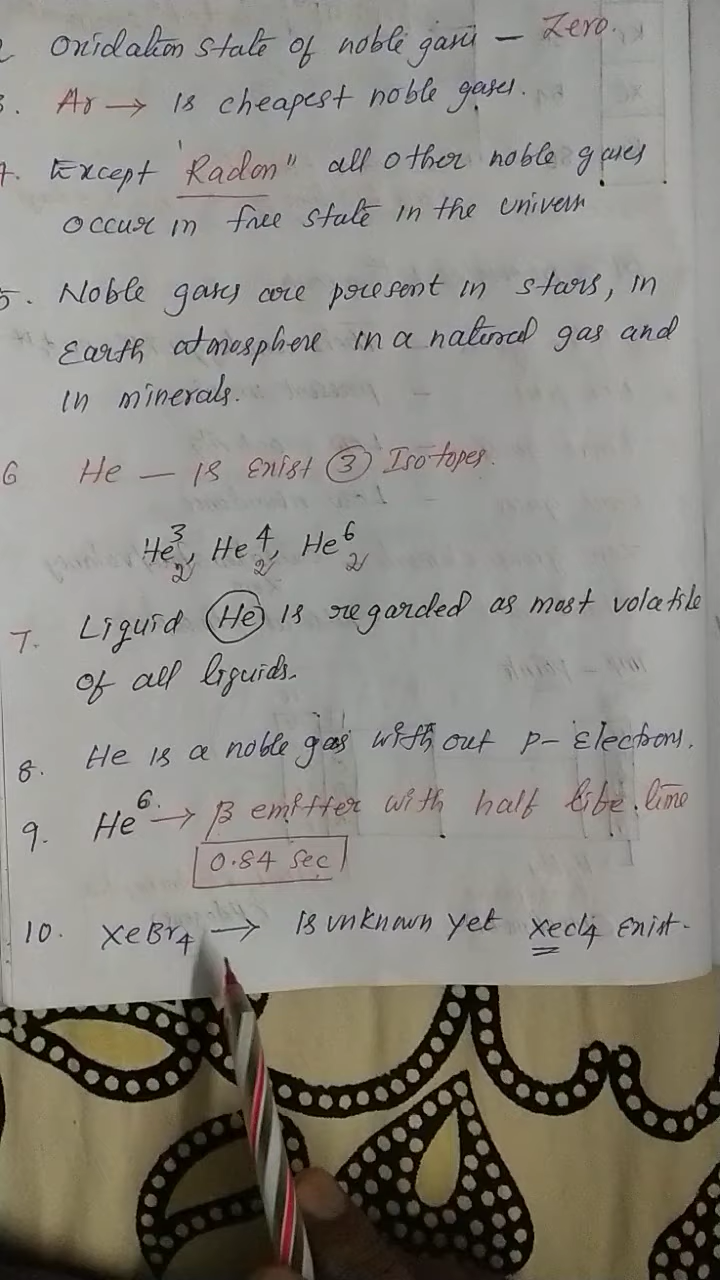 2 Oxidation state of noble gases - Zero.
3. Ar → is cheapest noble gases.
4. Except 'Radon" all other noble gases
occur in free state in the univers
5. Noble gases are present in stars, in
Earth atmosphere in a natural gas and
in minerals.
6 He - is exist ③ Isotopes.
He₂³, He₂⁴, He₂⁶
7. Liquid (He) is regarded as most volatile
of all liquids.
8. He is a noble gas with out p- Electrons.
9. He⁶ → β emitter with half life time
0.84 Sec
10. XeBr₄ → is unknown yet xecl₄ exist.